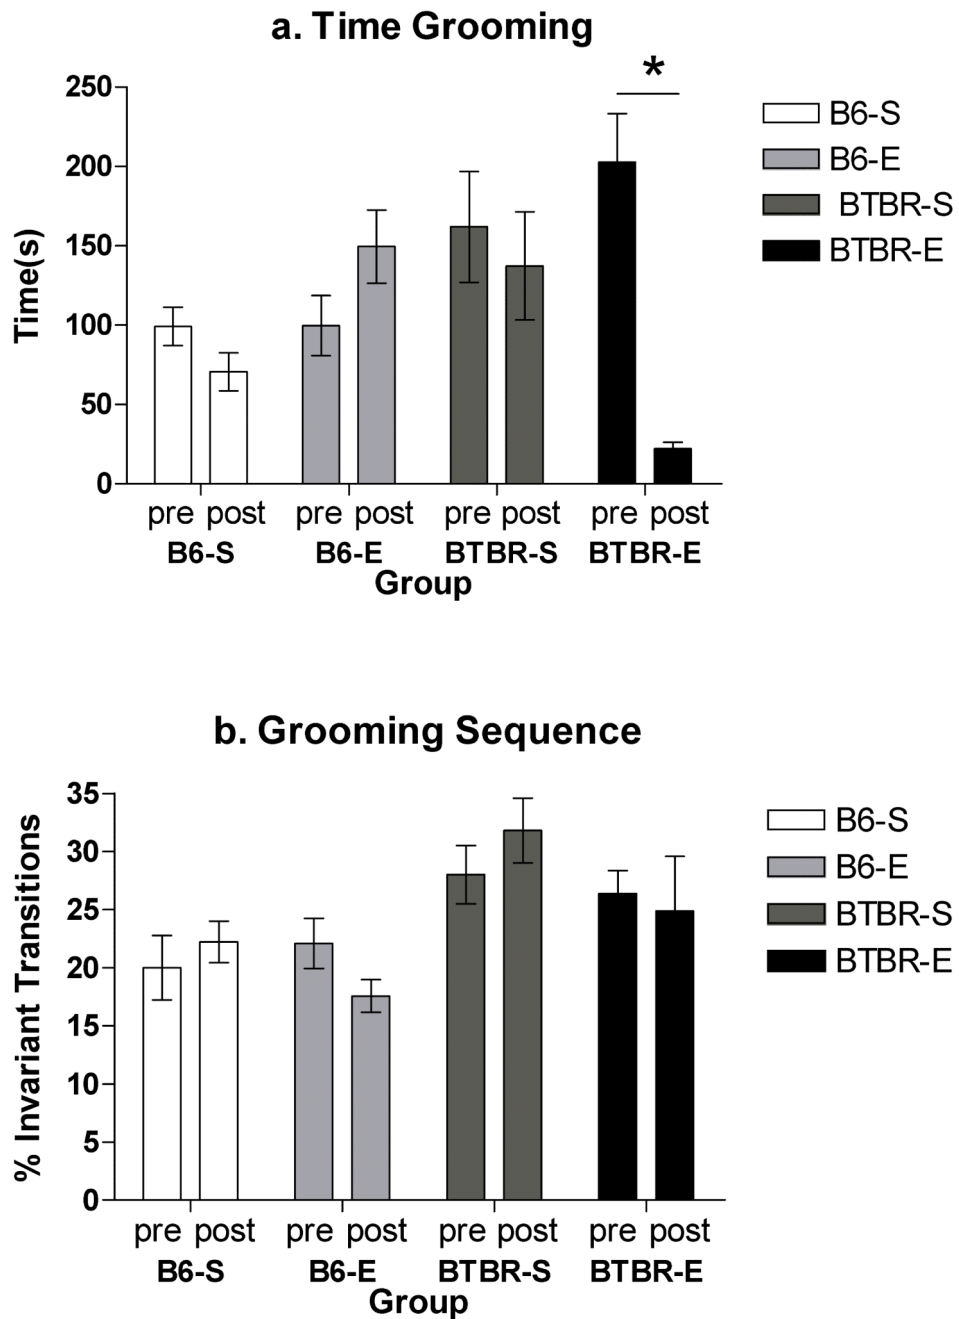 a. Time Grooming
*
250
200
150
100
50
0
Time(s)
pre post pre post pre post pre post
B6-S B6-E BTBR-S BTBR-E
Group
B6-S
B6-E
BTBR-S
BTBR-E
b. Grooming Sequence
35
30
25
20
15
10
5
0
% Invariant Transitions
pre post pre post pre post pre post
B6-S B6-E BTBR-S BTBR-E
Group
B6-S
B6-E
BTBR-S
BTBR-E